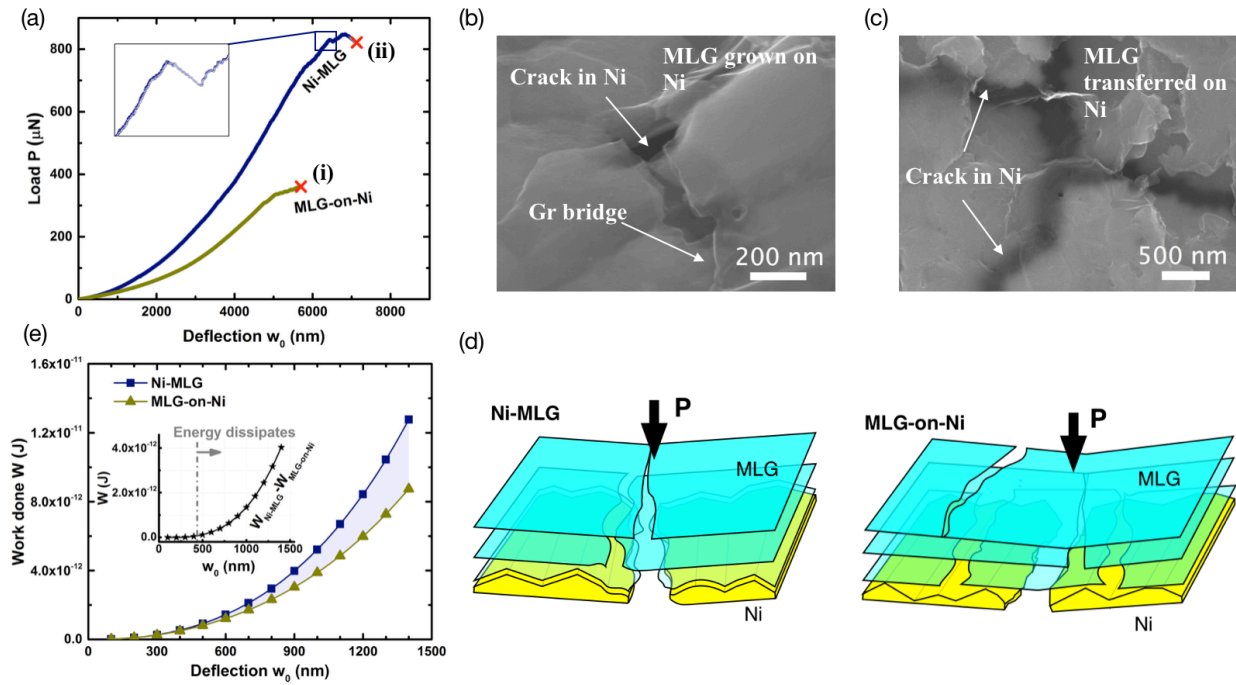 (a)
800
600
400
200
0
Load P (μN)
0
2000
4000
6000
8000
Deflection w0 (nm)
Ni-MLG
(ii)
(i)
MLG-on-Ni
(b)
MLG grown on
Ni
Crack in Ni
Gr bridge
200 nm
(c)
MLG
transferred on
Ni
Crack in Ni
500 nm
(e)
1.6x10-11
1.2x10-11
8.0x10-12
4.0x10-12
0.0
Work done W (J)
Ni-MLG
MLG-on-Ni
Energy dissipates
4.0x10-12
2.0x10-12
0.0
W (J)
WNi-MLG-WMLG-on-Ni
0
500
1000
1500
w0 (nm)
0
300
600
900
1200
1500
Deflection w0 (nm)
(d)
Ni-MLG
P
MLG
Ni
MLG-on-Ni
P
MLG
Ni